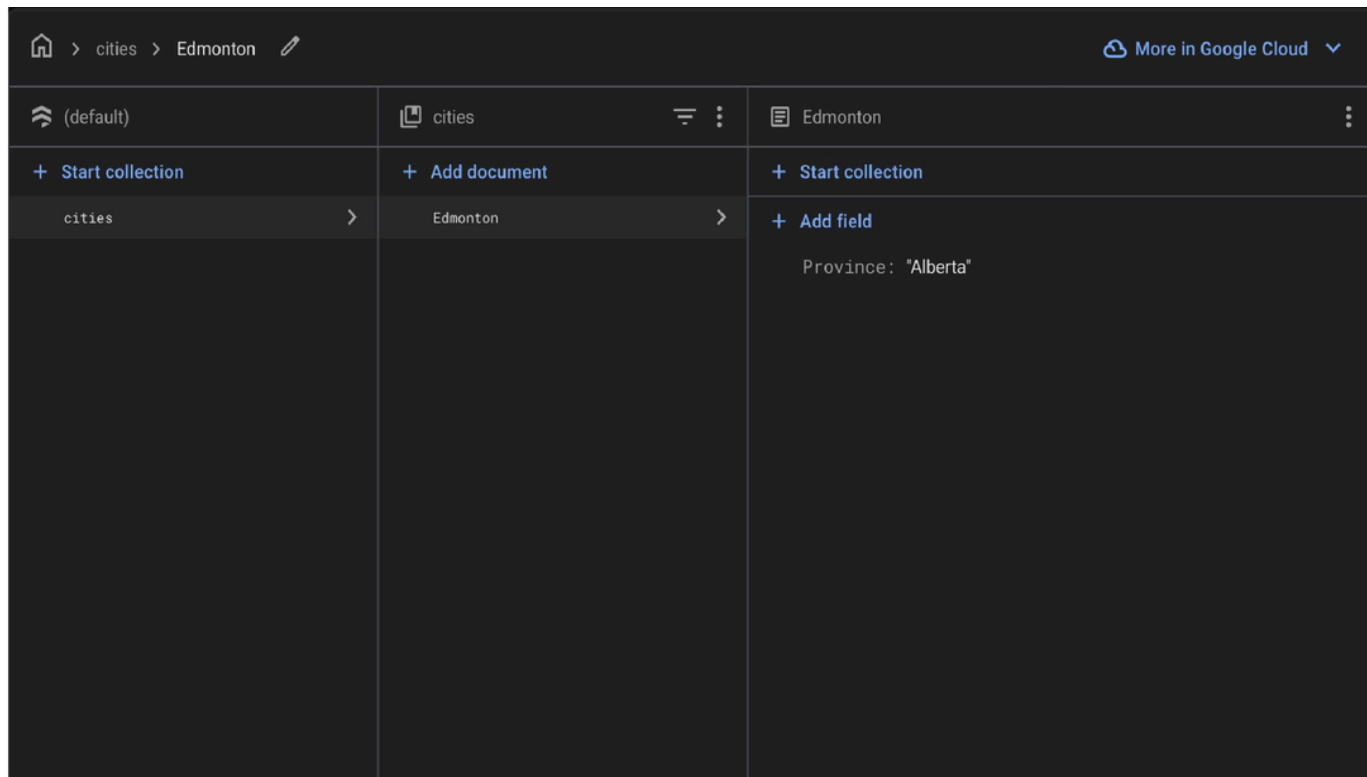 cities > Edmonton
More in Google Cloud
(default)
cities
Edmonton
+ Start collection
+ Add document
+ Start collection
cities
Edmonton
+ Add field
Province: "Alberta"